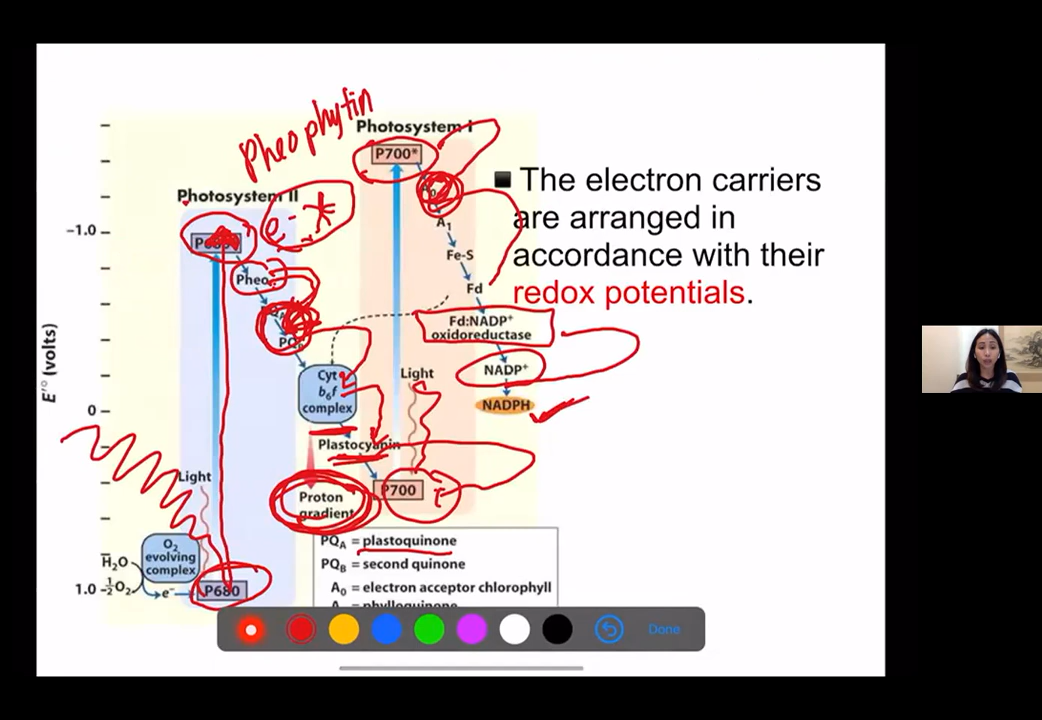 Pheophytin
Photosystem I
P700*
Photosystem II
e-
−1.0
Pheo
A₁
Fe-S
Fd
The electron carriers
are arranged in
accordance with their
redox potentials.
Fd:NADP⁺
oxidoreductase
E'° (volts)
Cyt
b₆f
complex
Light
NADP⁺
NADPH
0
Plastocyanin
Light
P700
Proton
gradient
O₂
evolving
complex
H₂O
½O₂
e⁻
1.0
P680
PQA = plastoquinone
PQB = second quinone
A₀ = electron acceptor chlorophyll
Done